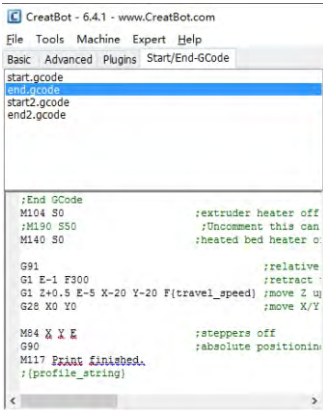 CreatBot - 6.4.1 - www.CreatBot.com
File Tools Machine Expert Help
Basic Advanced Plugins Start/End-GCode
start.gcode
end.gcode
start2.gcode
end2.gcode
;End GCode
M104 S0 ;extruder heater off
;M190 S50 ;Uncomment this can
M140 S0 ;heated bed heater o
G91 ;relative
G1 E-1 F300 ;retract
G1 Z+0.5 E-5 X-20 Y-20 F{travel_speed} ;move Z u
G28 X0 Y0 ;move X/Y
M84 X Y E ;steppers off
G90 ;absolute positionin
M117 Print finished.
;{profile_string}